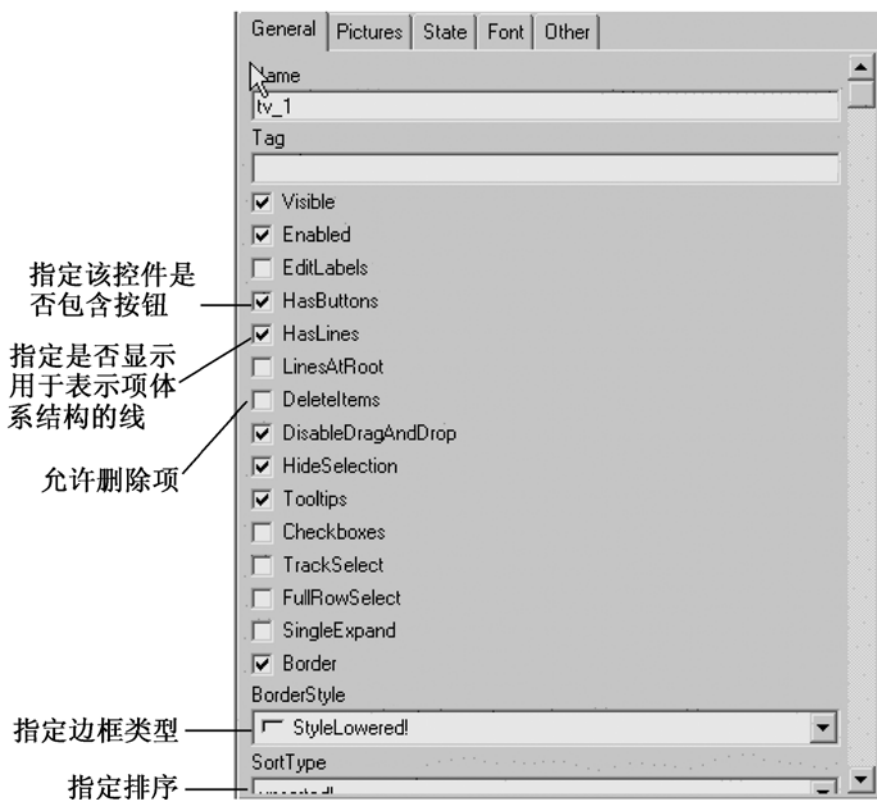 General Pictures State Font Other
Name
tv_1
Tag
Visible
Enabled
EditLabels
指定该控件是
否包含按钮
HasButtons
HasLines
指定是否显示
用于表示项体
系结构的线
LinesAtRoot
DeleteItems
允许删除项
DisableDragAndDrop
HideSelection
Tooltips
Checkboxes
TrackSelect
FullRowSelect
SingleExpand
Border
BorderStyle
指定边框类型
StyleLowered!
SortType
指定排序